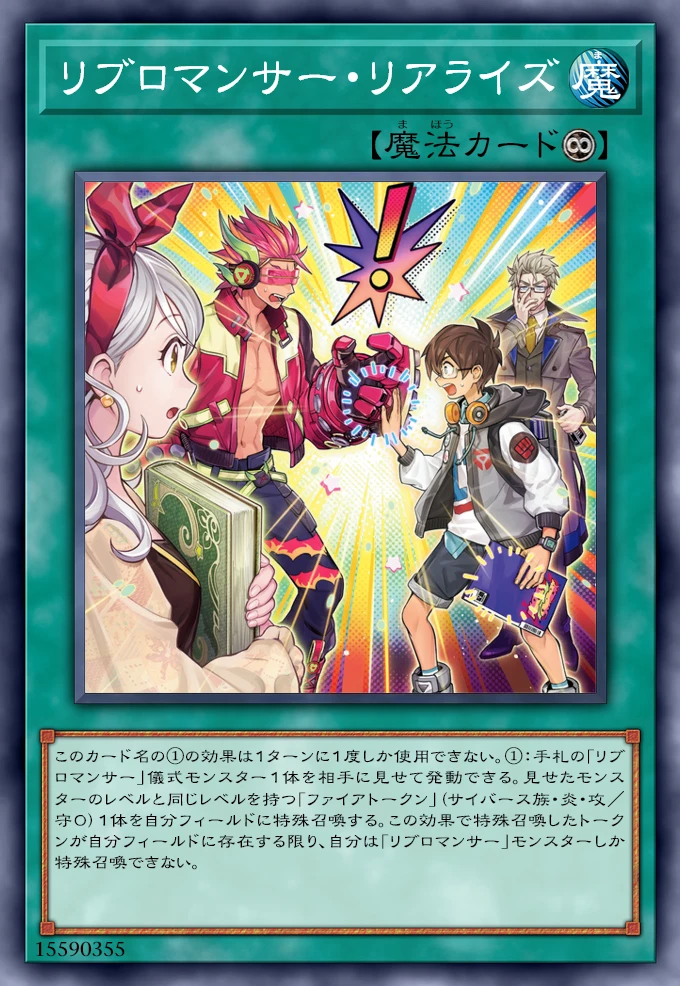 リブロマンサー・リアライズ 魔
【魔法カード】
!
このカード名の①の効果は1ターンに1度しか使用できない。①:手札の「リブ
ロマンサー」儀式モンスター1体を相手に見せて発動できる。見せたモンス
ターのレベルと同じレベルを持つ「ファイアトークン」(サイバース族・炎・攻/
守0)1体を自分フィールドに特殊召喚する。この効果で特殊召喚したトーク
ンが自分フィールドに存在する限り、自分は「リブロマンサー」モンスターしか
特殊召喚できない。
15590355